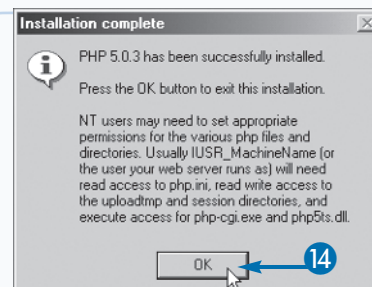 Installation complete
PHP 5.0.3 has been successfully installed.
Press the OK button to exit this installation.
NT users may need to set appropriate
permissions for the various php files and
directories. Usually IUSR_MachineName (or
the user your web server runs as) will need
read access to php.ini, read write access to
the uploadtmp and session directories, and
execute access for php-cgi.exe and php5ts.dll.
OK
14